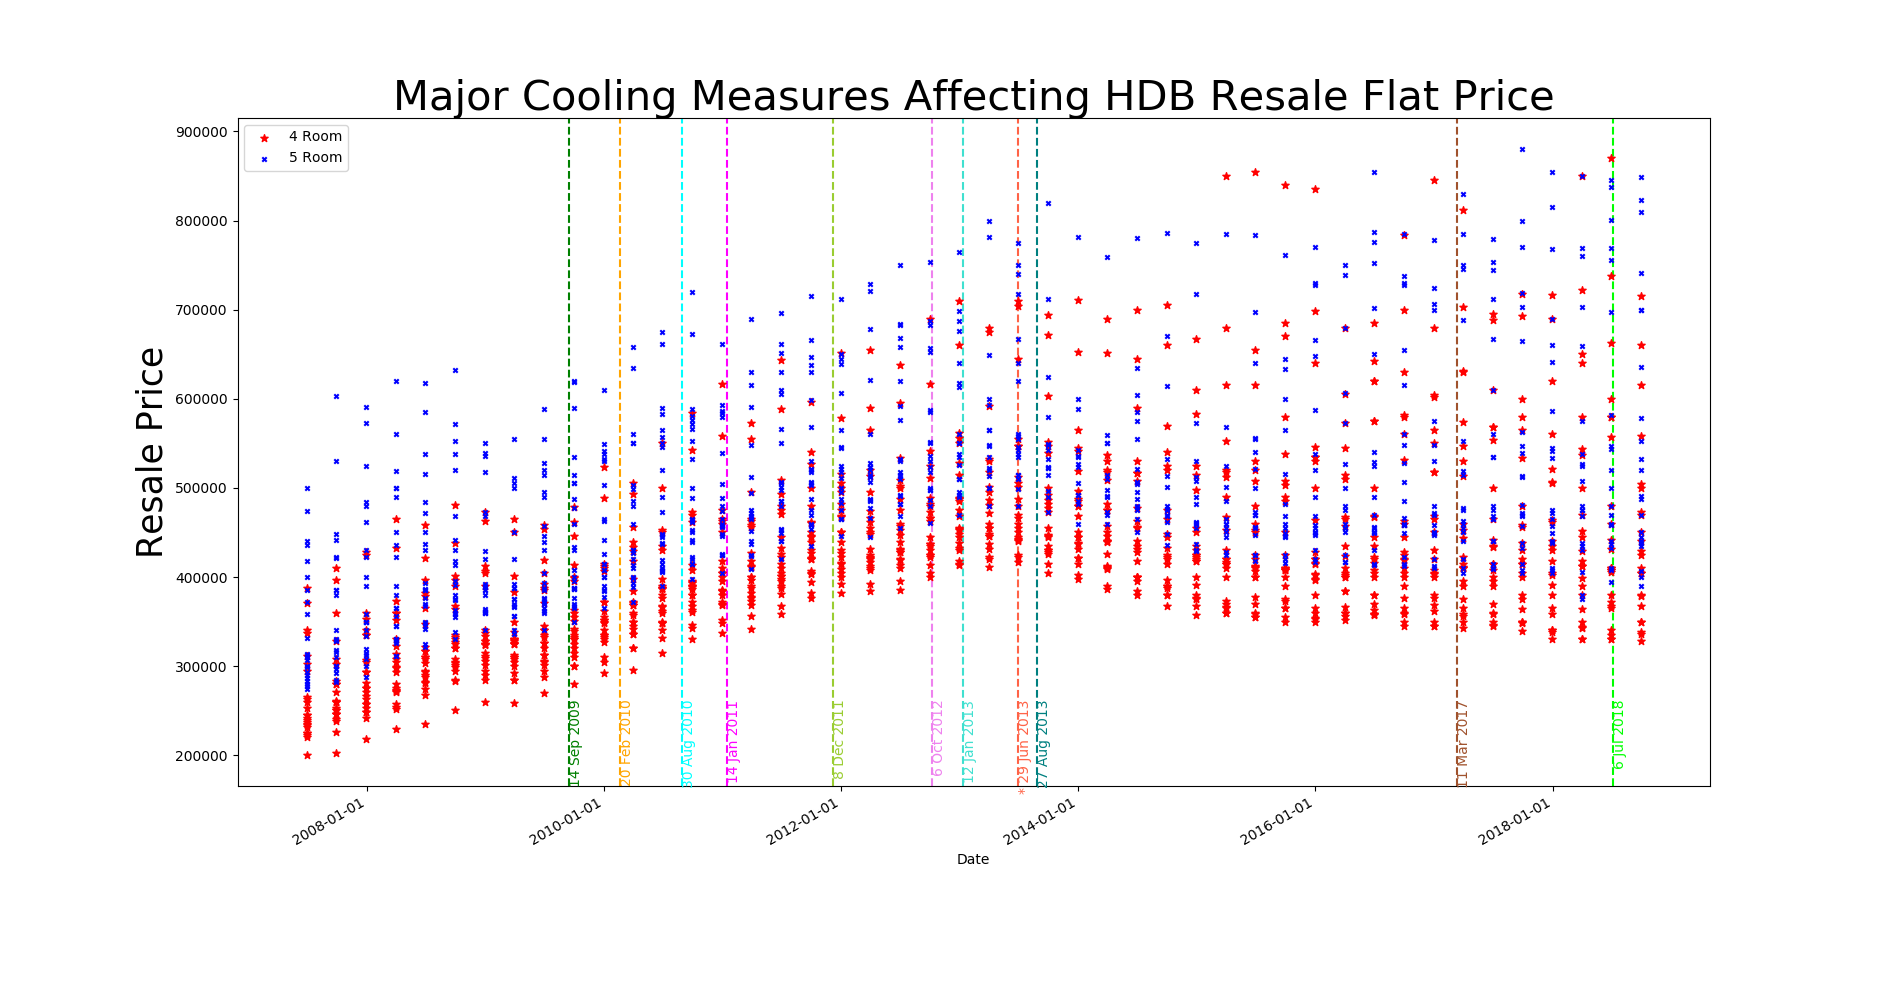 Major Cooling Measures Affecting HDB Resale Flat Price
4 Room
5 Room
Resale Price
900000
800000
700000
600000
500000
400000
300000
200000
14 Sep 2009
20 Feb 2010
30 Aug 2010
14 Jan 2011
8 Dec 2011
6 Oct 2012
12 Jan 2013
* 29 Jun 2013
27 Aug 2013
11 Mar 2017
6 Jul 2018
2008-01-01
2010-01-01
2012-01-01
2014-01-01
2016-01-01
2018-01-01
Date